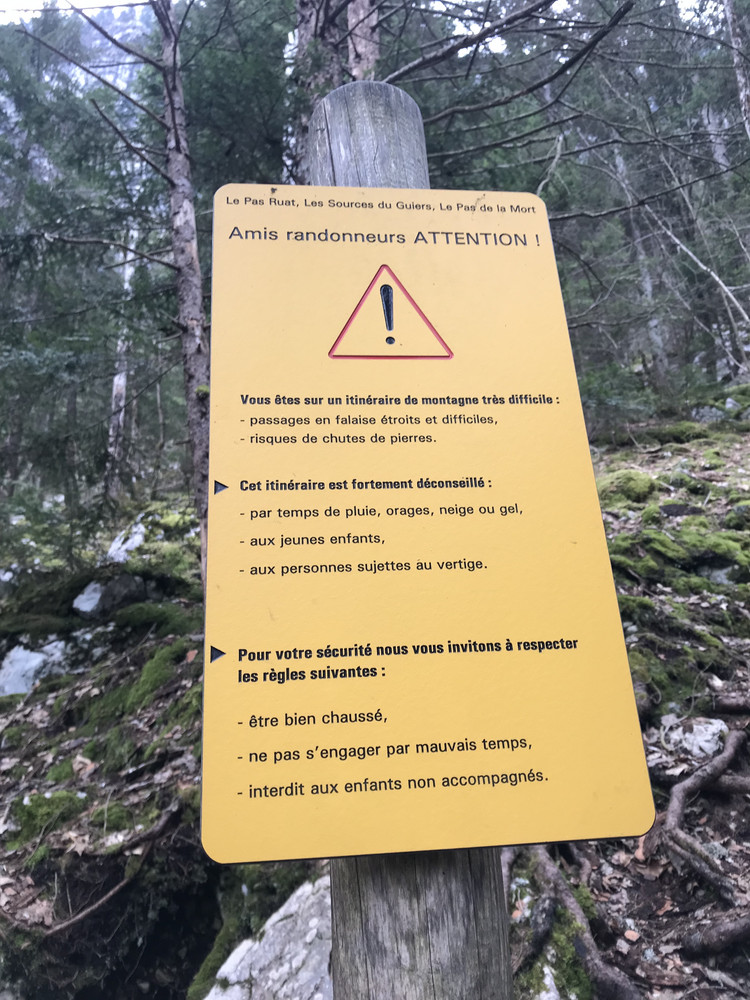 Le Pas Ruat, Les Sources du Guiers, Le Pas de la Mort
Amis randonneurs ATTENTION !
!
Vous êtes sur un itinéraire de montagne très difficile :
- passages en falaise étroits et difficiles,
- risques de chutes de pierres.
Cet itinéraire est fortement déconseillé :
- par temps de pluie, orages, neige ou gel,
- aux jeunes enfants,
- aux personnes sujettes au vertige.
Pour votre sécurité nous vous invitons à respecter
les règles suivantes :
- être bien chaussé,
- ne pas s'engager par mauvais temps,
- interdit aux enfants non accompagnés.